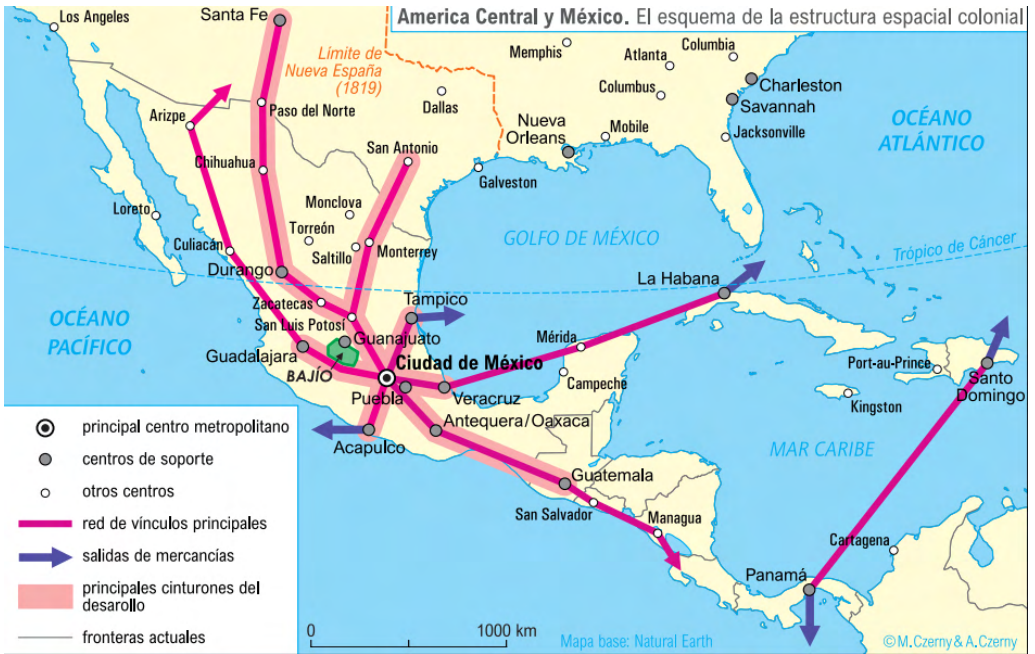 America Central y México. El esquema de la estructura espacial colonial
Los Angeles
Santa Fe
Límite de
Nueva España
(1819)
Memphis
Atlanta
Columbia
Columbus
Charleston
Savannah
Dallas
Arizpe
Paso del Norte
Nueva
Orleans
Mobile
Jacksonville
OCÉANO
ATLÁNTICO
San Antonio
Chihuahua
Galveston
Loreto
Monclova
Torreón
Culiacán
Saltillo
Monterrey
GOLFO DE MÉXICO
Trópico de Cáncer
Durango
La Habana
Zacatecas
Tampico
OCÉANO
PACÍFICO
San Luis Potosí
Guanajuato
Mérida
Guadalajara
BAJÍO
Ciudad de México
Port-au-Prince
Campeche
Santo
Domingo
Puebla
Veracruz
Kingston
Antequera/Oaxaca
Acapulco
MAR CARIBE
Guatemala
San Salvador
Managua
Cartagena
Panamá
principal centro metropolitano
centros de soporte
otros centros
red de vínculos principales
salidas de mercancías
principales cinturones del
desarollo
fronteras actuales
0
1000 km
Mapa base: Natural Earth
©M.Czerny&A.Czerny